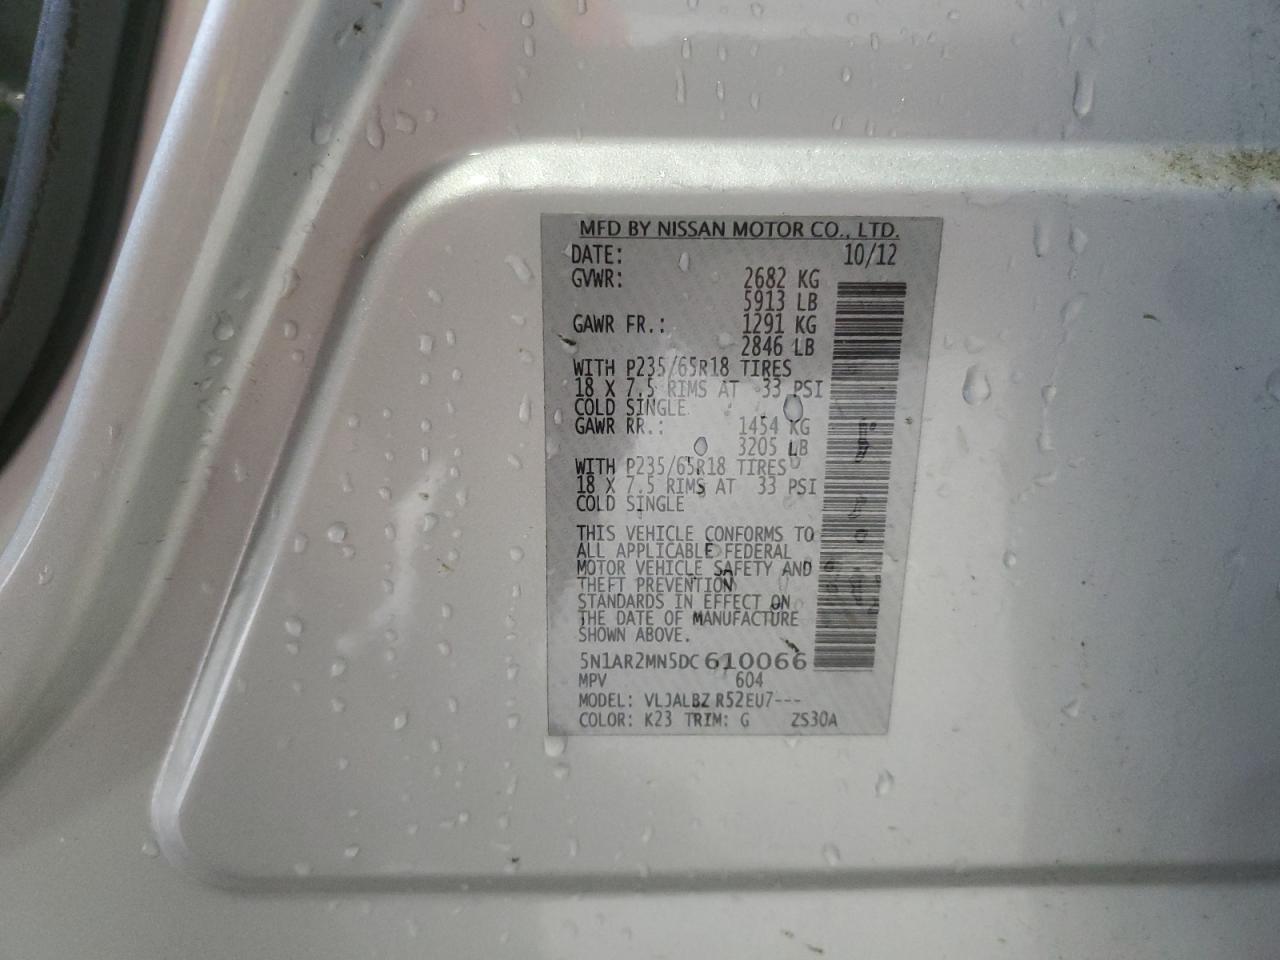 MFD BY NISSAN MOTOR CO., LTD.
DATE: 10/12
GVWR: 2682 KG
5913 LB
GAWR FR.: 1291 KG
2846 LB
WITH P235/65R18 TIRES
18 X 7.5 RIMS AT 33 PSI
COLD SINGLE
GAWR RR.: 1454 KG
3205 LB
WITH P235/65R18 TIRES
18 X 7.5 RIMS AT 33 PSI
COLD SINGLE
THIS VEHICLE CONFORMS TO
ALL APPLICABLE FEDERAL
MOTOR VEHICLE SAFETY AND
THEFT PREVENTION
STANDARDS IN EFFECT ON
THE DATE OF MANUFACTURE
SHOWN ABOVE.
5N1AR2MN5DC610066
MPV 604
MODEL: VLJALBZ R52EU7---
COLOR: K23 TRIM: G ZS30A